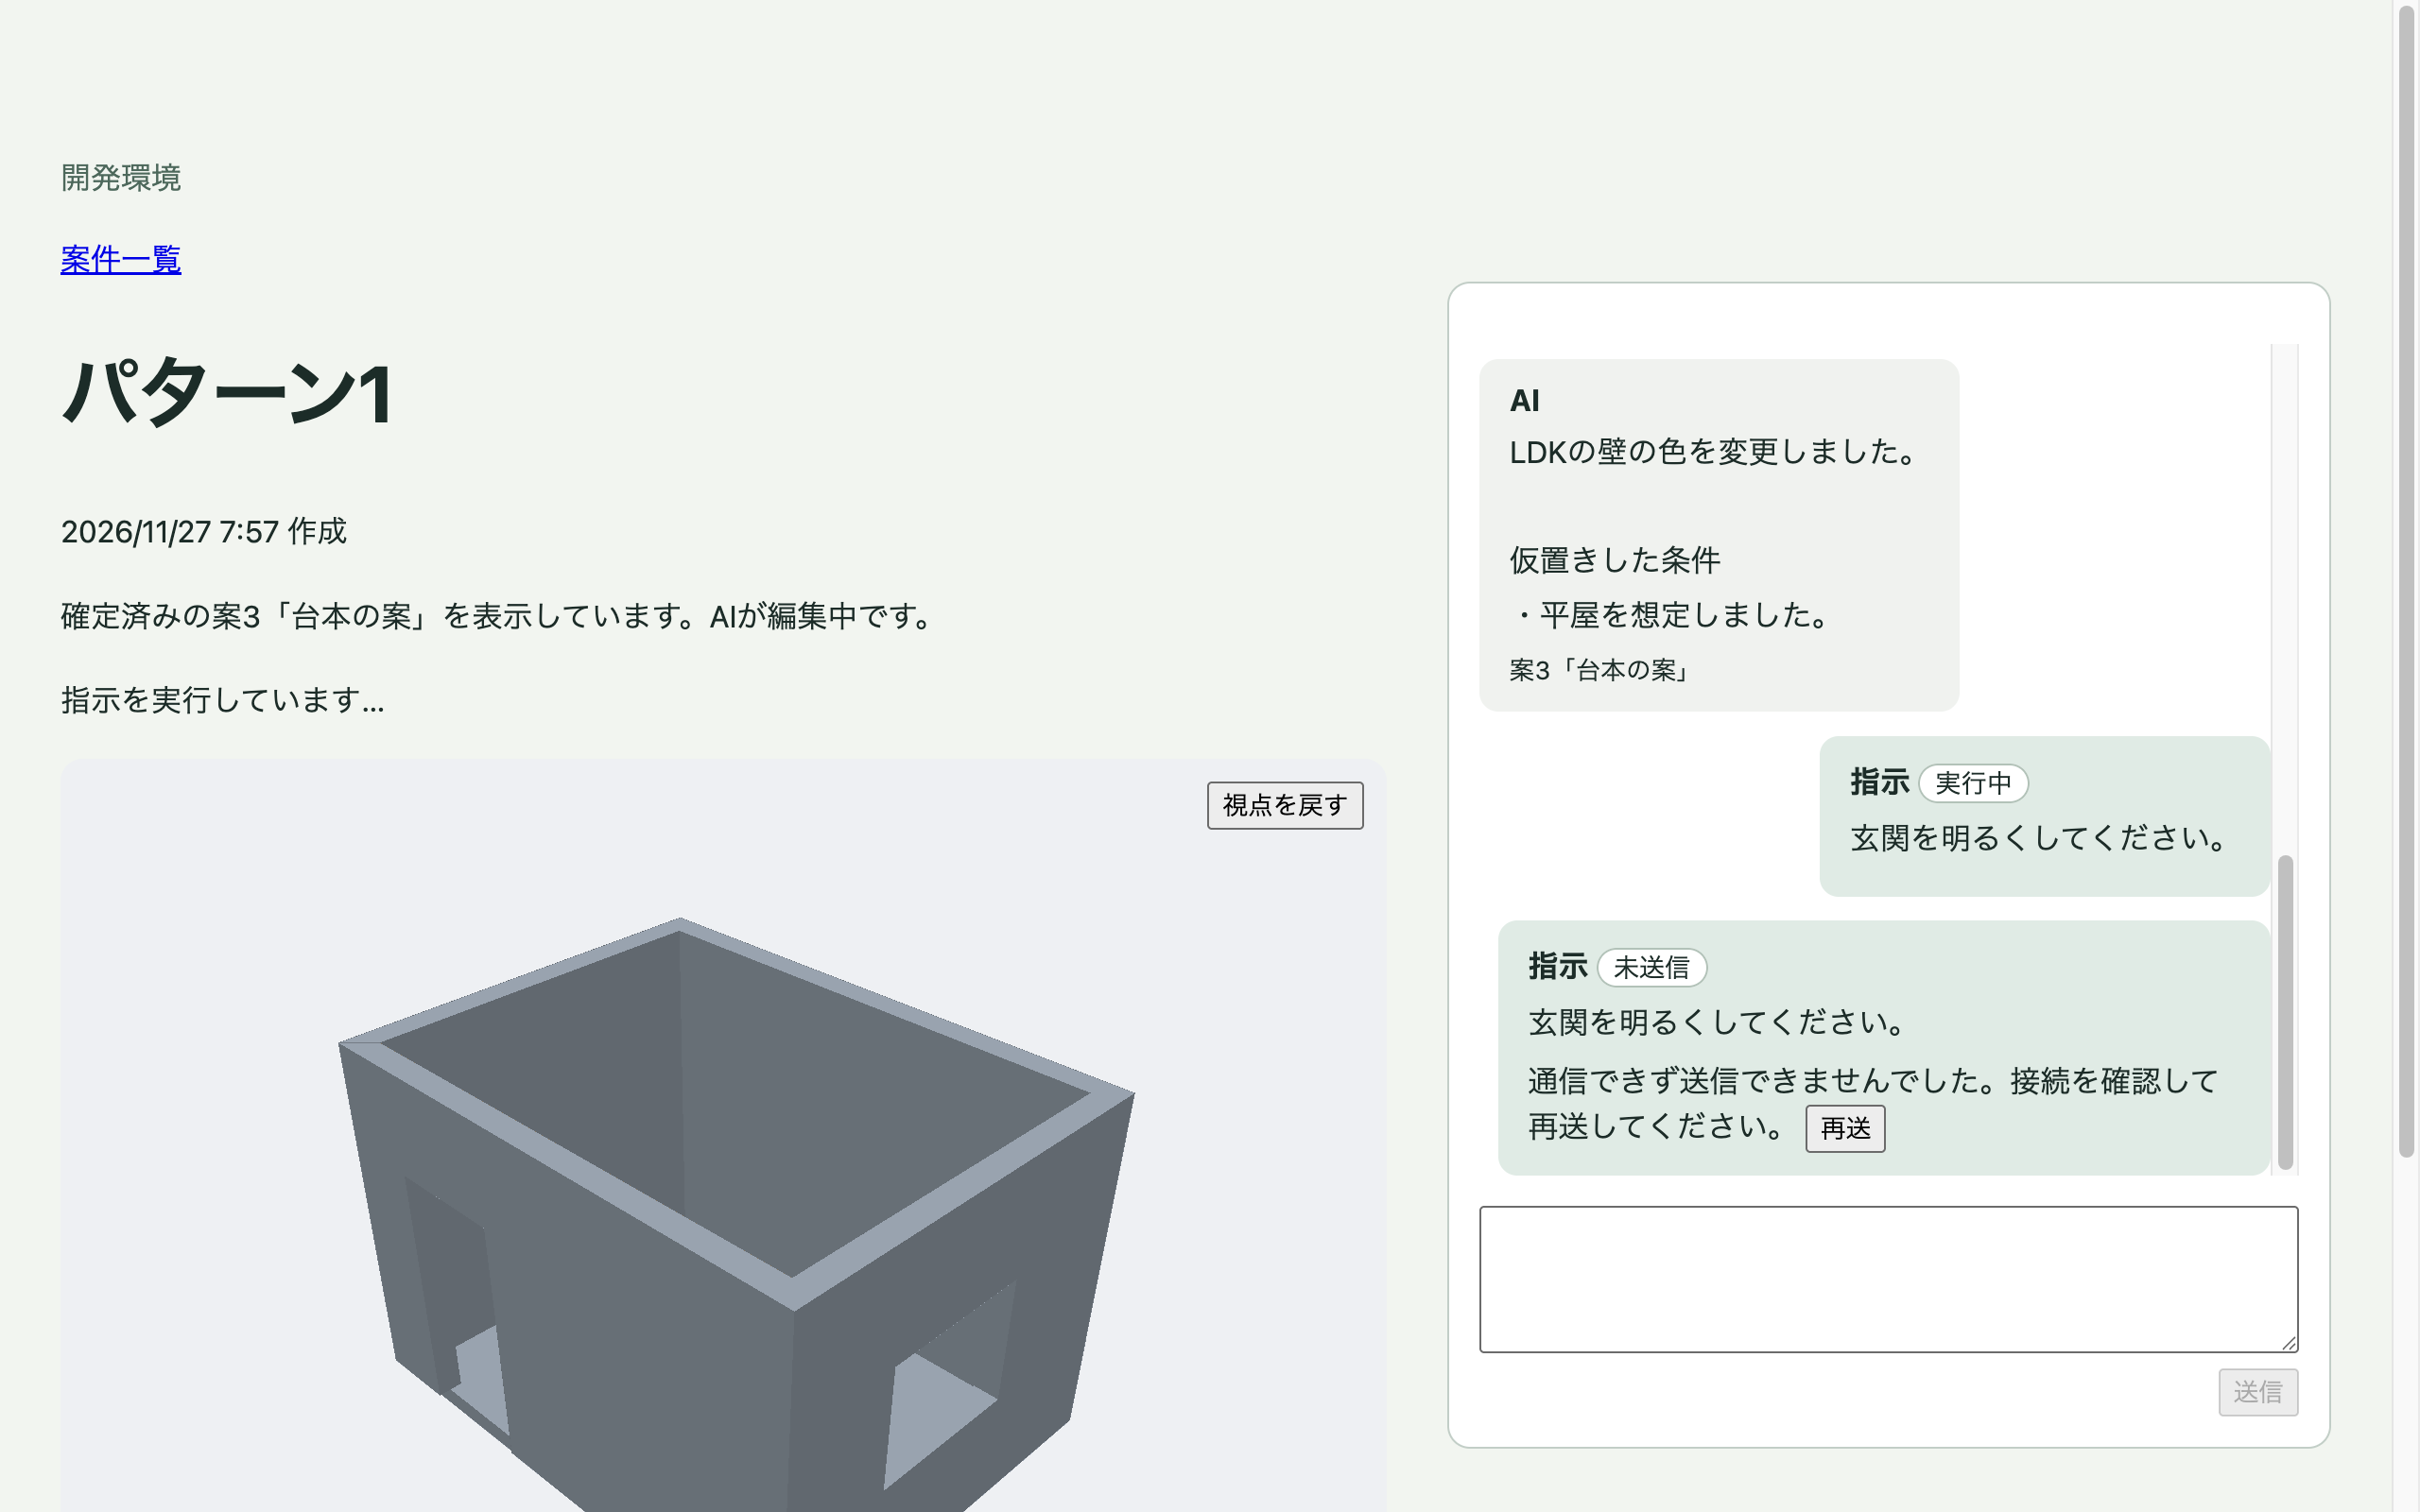 開発環境
案件一覧
パターン1
2026/11/27 7:57 作成
確定済みの案3「台本の案」を表示しています。AIが編集中です。
指示を実行しています...
視点を戻す
AI
LDKの壁の色を変更しました。
仮置きした条件
・平屋を想定しました。
案3「台本の案」
指示 実行中
玄関を明るくしてください。
指示 未送信
玄関を明るくしてください。
通信できず送信できませんでした。接続を確認して
再送してください。 再送
送信